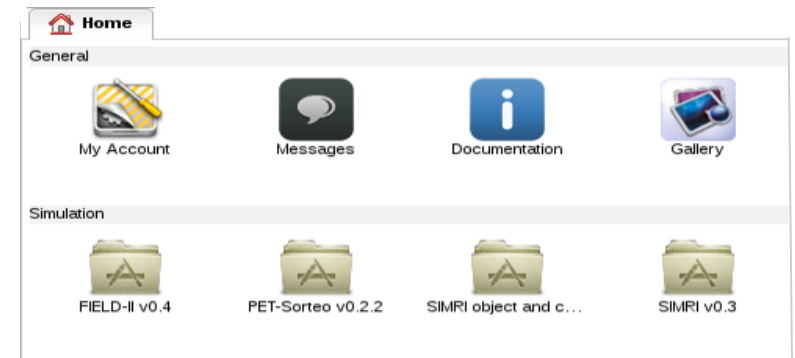 Home
General
My Account Messages Documentation Gallery
Simulation
FIELD-II v0.4 PET-Sorteo v0.2.2 SIMRI object and c... SIMRI v0.3